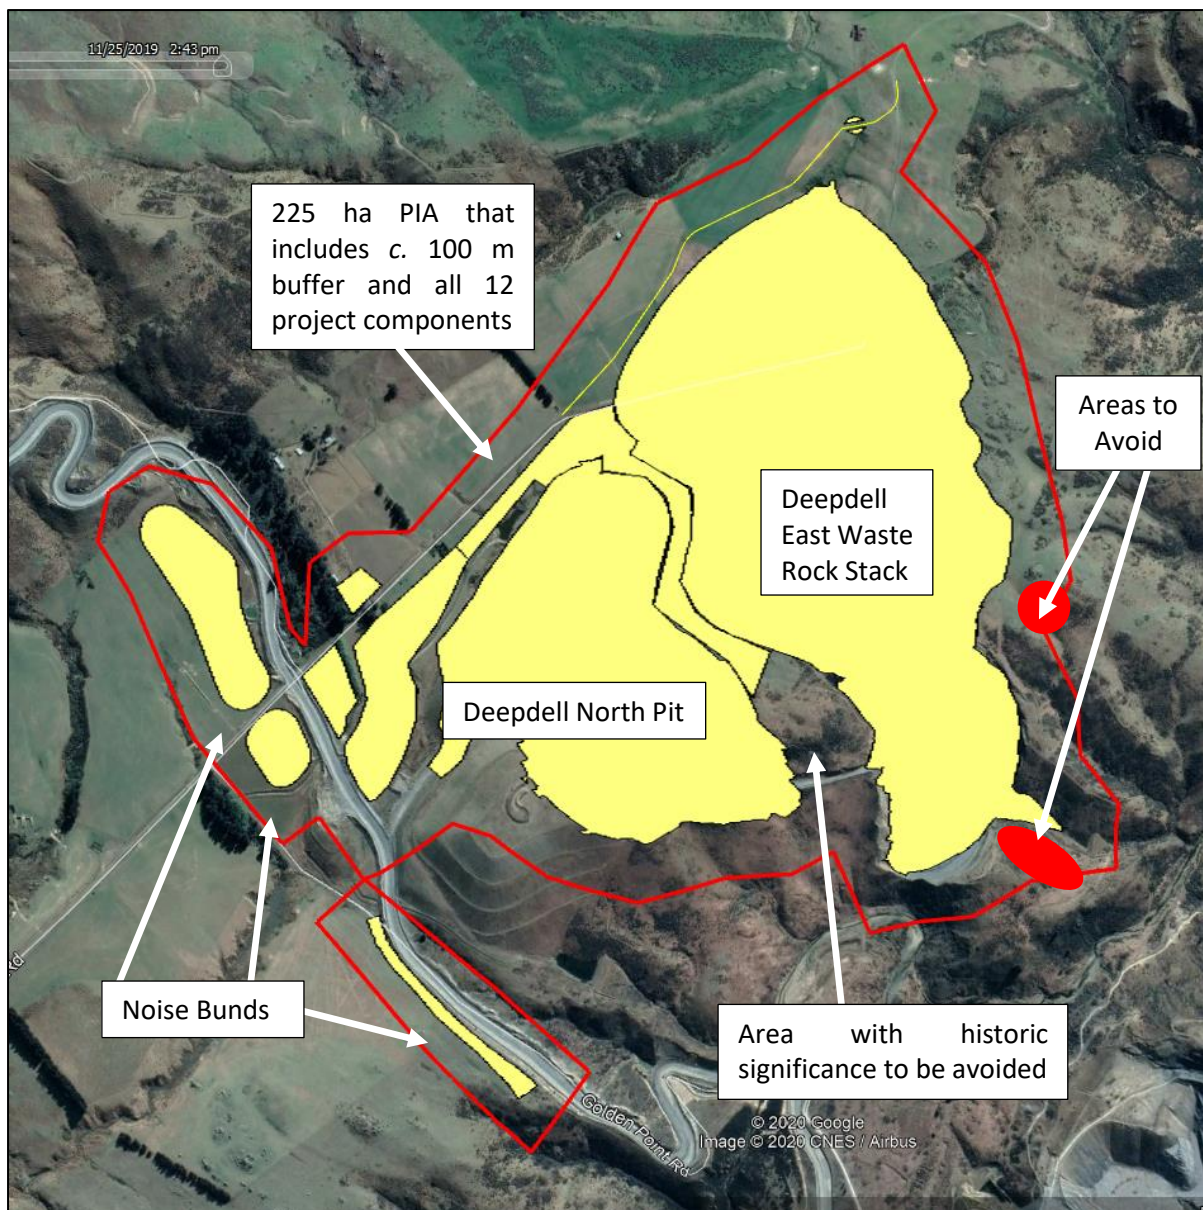 11/25/2019 2:43 pm
225 ha PIA that
includes c. 100 m
buffer and all 12
project components
Areas to
Avoid
Deepdell
East Waste
Rock Stack
Deepdell North Pit
Rd
Noise Bunds
Area with historic
significance to be avoided
Golden Point Rd
© 2020 Google
Image © 2020 CNES / Airbus